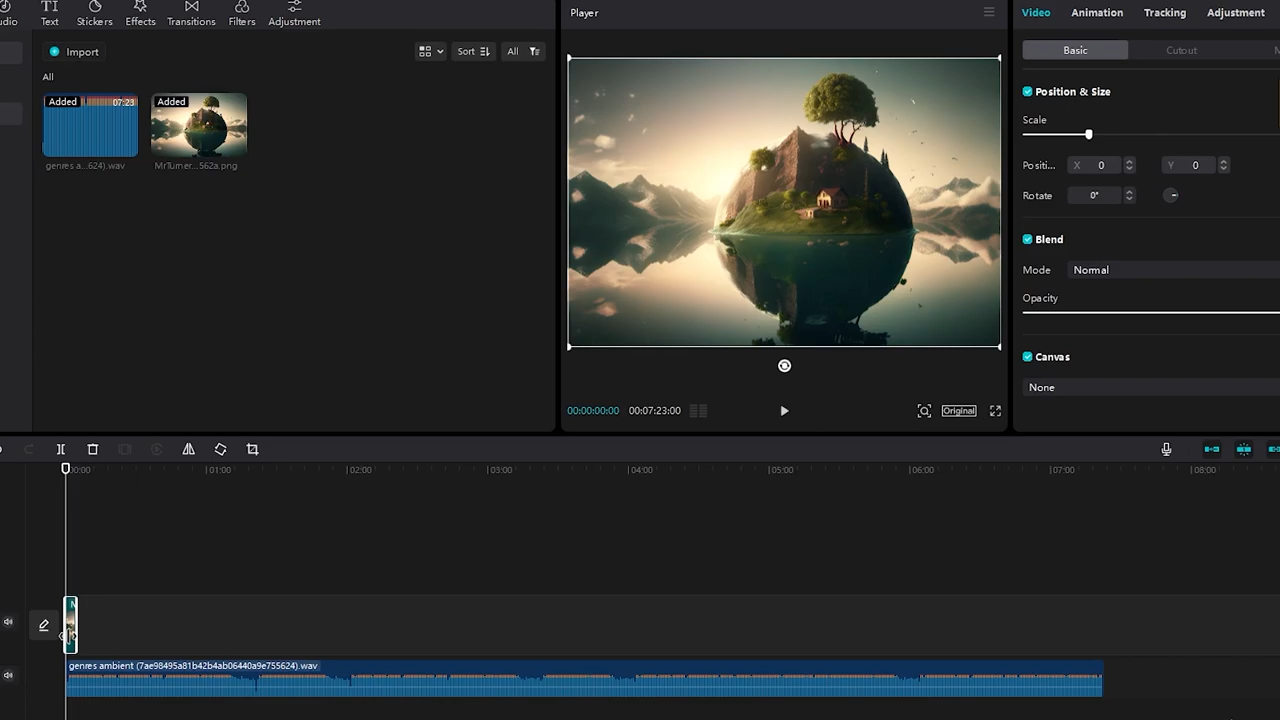 udio Text Stickers Effects Transitions Filters Adjustment
Import
Sort
All
All
Added 07:23
Added
genres a...624).wav
MrTurner...562a.png
Player
00:00:00:00 00:07:23:00
Original
Video Animation Tracking Adjustment
Basic Cutout
Position & Size
Scale
Positi... X 0 Y 0
Rotate 0°
Blend
Mode Normal
Opacity
Canvas
None
00:00 01:00 02:00 03:00 04:00 05:00 06:00 07:00 08:00
genres ambient (7ae98495a81b42b4ab06440a9e755624).wav